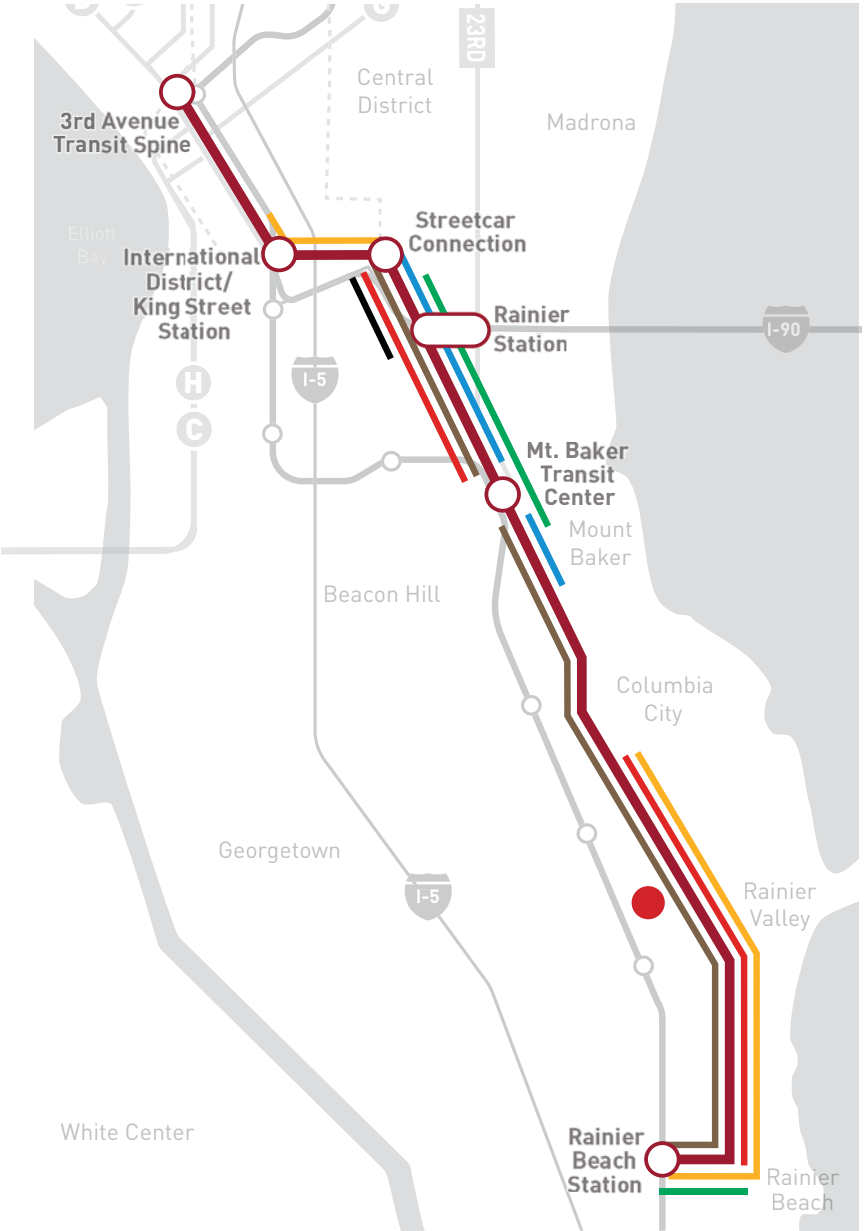 23RD
Central
District
Madrona
3rd Avenue
Transit Spine
Streetcar
Connection
Elliott
Bay
International
District/
King Street
Station
Rainier
Station
I-90
I-5
H
C
Mt. Baker
Transit
Center
Mount
Baker
Beacon Hill
Columbia
City
Georgetown
I-5
Rainier
Valley
White Center
Rainier
Beach
Station
Rainier
Beach